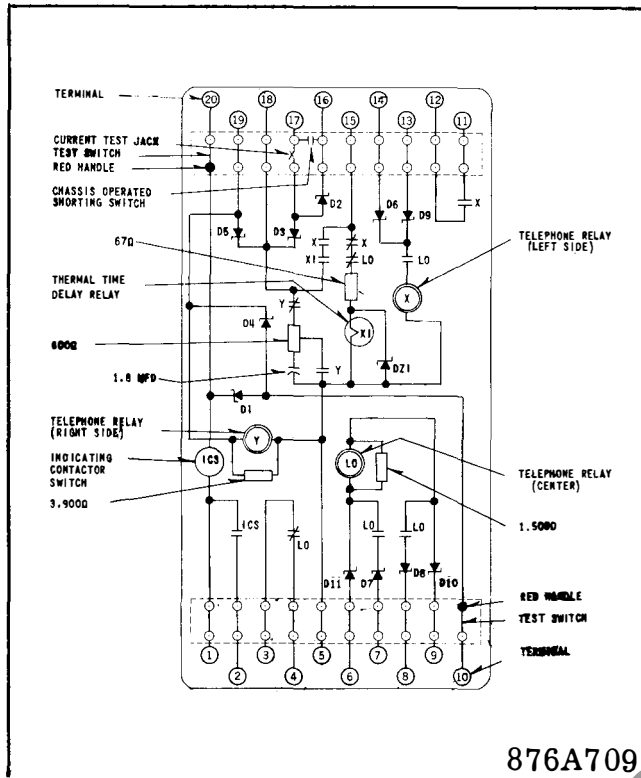 TERMINAL
20
18
16
14
12
19
17
15
13
11
CURRENT TEST JACK
TEST SWITCH
RED HANDLE
CHASSIS OPERATED
SHORTING SWITCH
D2
D6
D9
X
D5
D3
67Ω
X
X
X1
LO
LO
TELEPHONE RELAY
(LEFT SIDE)
THERMAL TIME
DELAY RELAY
X
Y
X1
D4
600Ω
DZ1
1.8 MFD
Y
D1
TELEPHONE RELAY
(RIGHT SIDE)
Y
LO
INDICATING
CONTACTOR
SWITCH
ICS
TELEPHONE RELAY
(CENTER)
3,900Ω
1.500Ω
ICS
LO
LO
LO
D11
D7
D8
D10
RED HANDLE
TEST SWITCH
TERMINAL
1
3
5
7
9
2
4
6
8
10
876A709